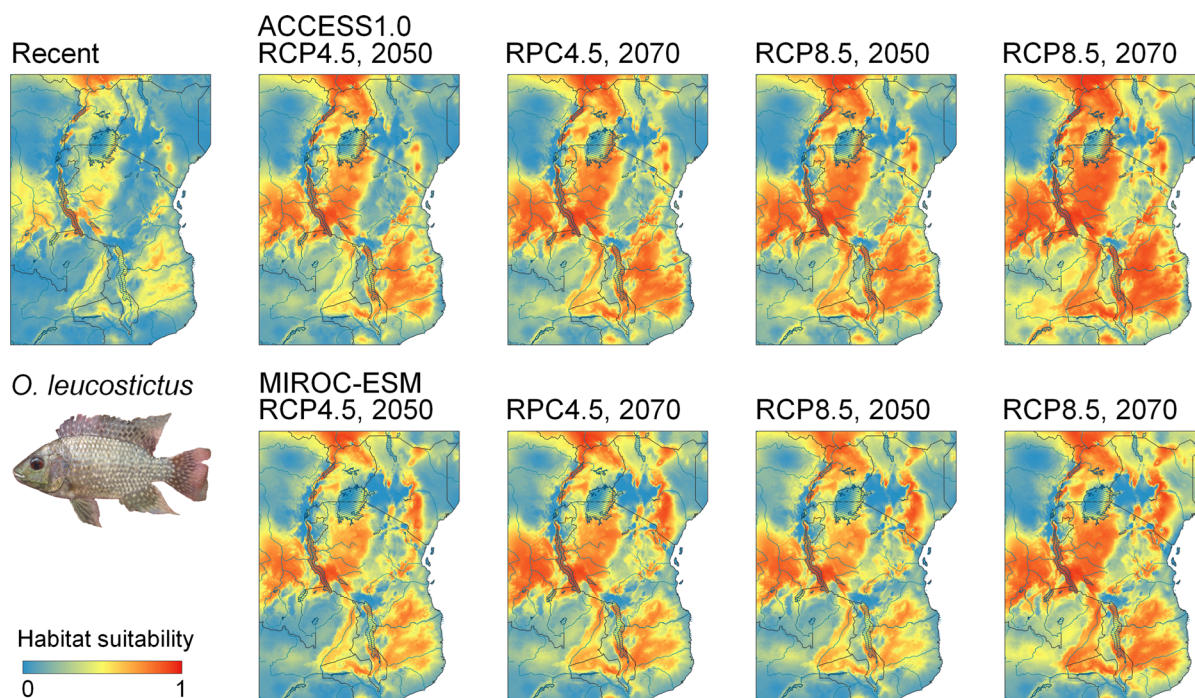 ACCESS1.0
Recent
RCP4.5, 2050
RPC4.5, 2070
RCP8.5, 2050
RCP8.5, 2070
O. leucostictus
MIROC-ESM
RCP4.5, 2050
RPC4.5, 2070
RCP8.5, 2050
RCP8.5, 2070
Habitat suitability
0
1